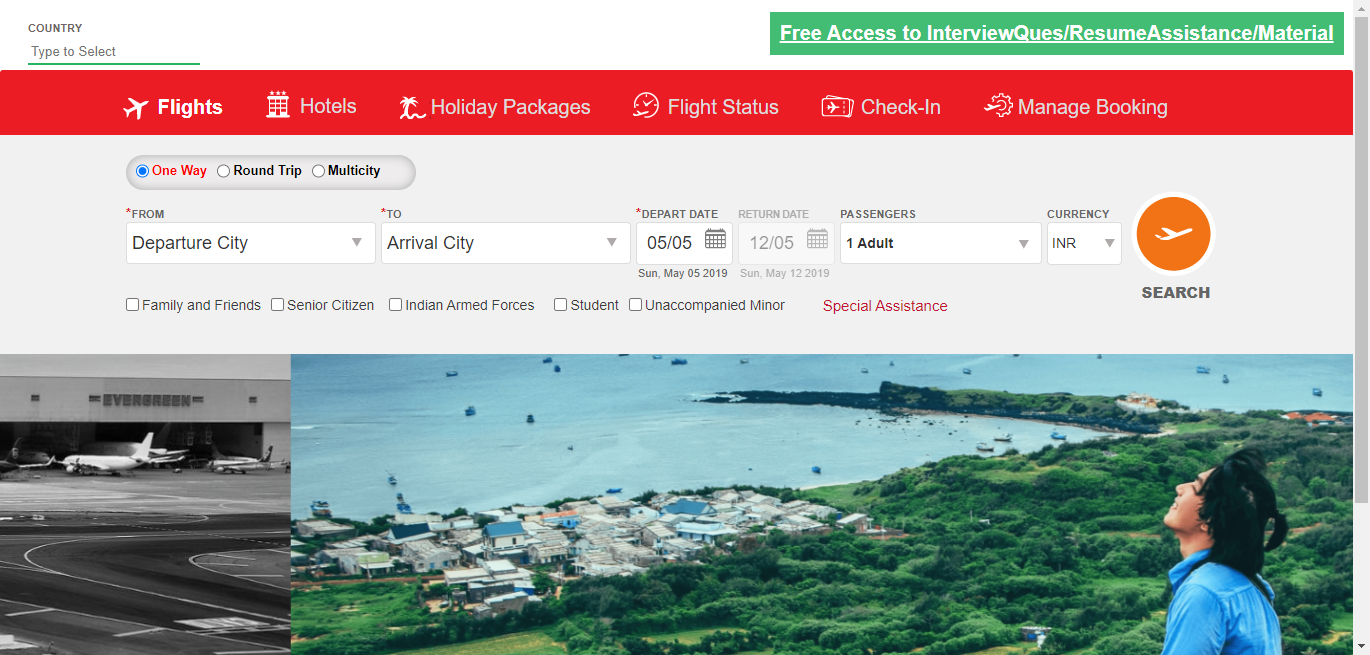 COUNTRY
Type to Select
Free Access to InterviewQues/ResumeAssistance/Material
Flights Hotels Holiday Packages Flight Status Check-In Manage Booking
One Way Round Trip Multicity
*FROM *TO *DEPART DATE RETURN DATE PASSENGERS CURRENCY
Departure City Arrival City 05/05 12/05 1 Adult INR
Sun, May 05 2019 Sun, May 12 2019
SEARCH
Family and Friends Senior Citizen Indian Armed Forces Student Unaccompanied Minor Special Assistance
EVERGREEN